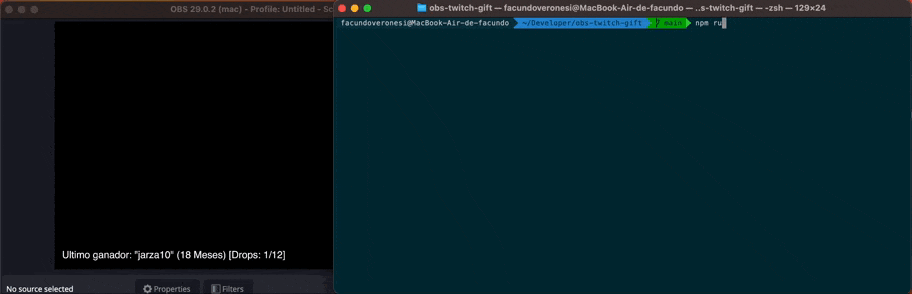 OBS 29.0.2 (mac) - Profile: Untitled - Sc
obs-twitch-gift — facundoveronesi@MacBook-Air-de-facundo — ..s-twitch-gift — -zsh — 129×24
facundoveronesi@MacBook-Air-de-facundo ~/Developer/obs-twitch-gift main npm ru
Ultimo ganador: "jarza10" (18 Meses) [Drops: 1/12]
No source selected Properties Filters